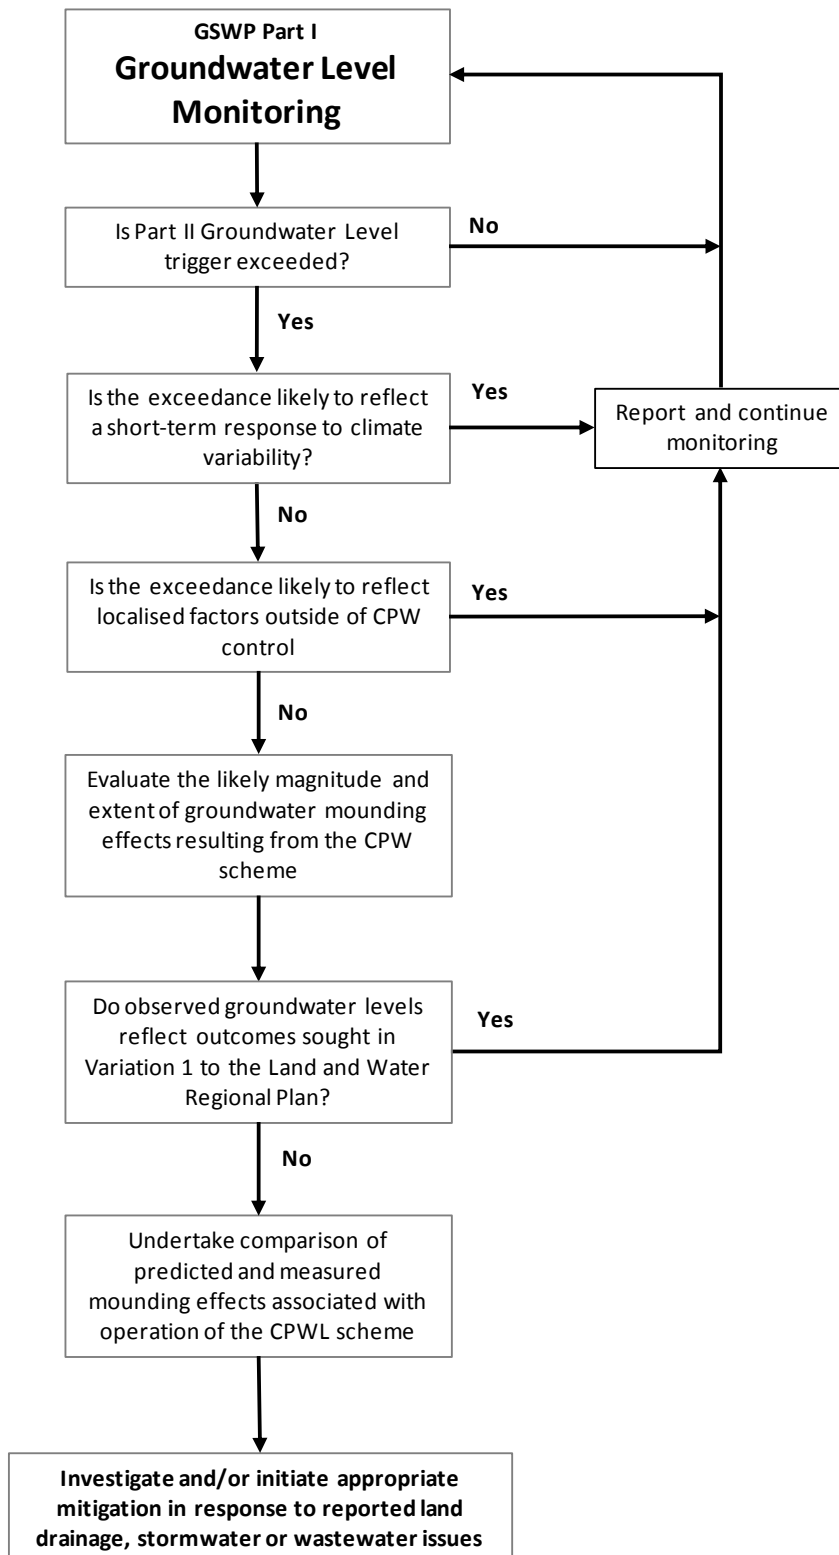 GSWP Part I
Groundwater Level
Monitoring
Is Part II Groundwater Level
trigger exceeded?
No
Yes
Is the exceedance likely to reflect
a short-term response to climate
variability?
Yes
Report and continue
monitoring
No
Is the exceedance likely to reflect
localised factors outside of CPW
control
Yes
No
Evaluate the likely magnitude and
extent of groundwater mounding
effects resulting from the CPW
scheme
Do observed groundwater levels
reflect outcomes sought in
Variation 1 to the Land and Water
Regional Plan?
Yes
No
Undertake comparison of
predicted and measured
mounding effects associated with
operation of the CPWL scheme
Investigate and/or initiate appropriate
mitigation in response to reported land
drainage, stormwater or wastewater issues